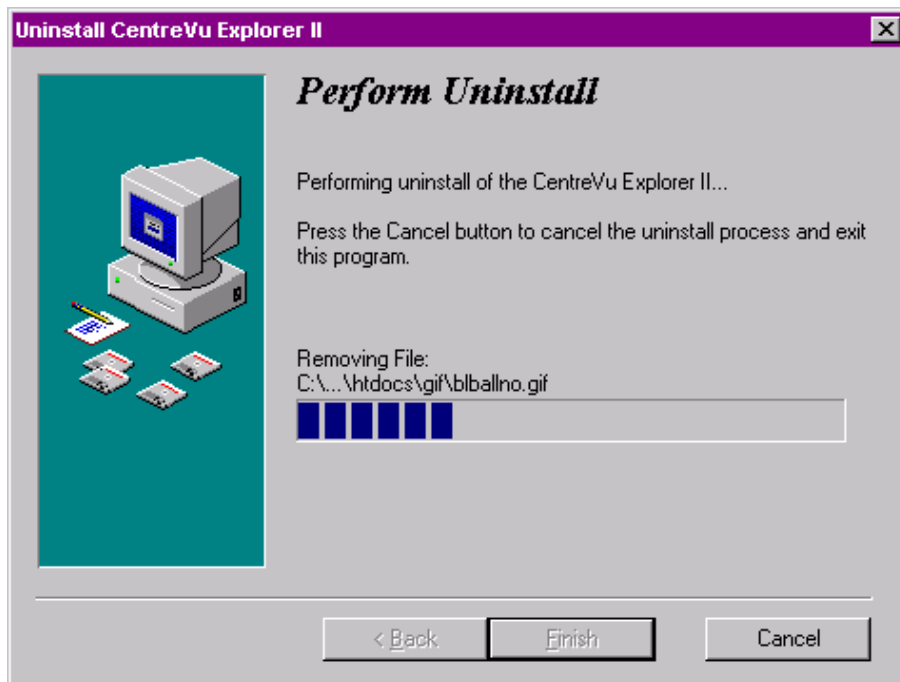 Uninstall CentreVu Explorer II
Perform Uninstall
Performing uninstall of the CentreVu Explorer II...
Press the Cancel button to cancel the uninstall process and exit
this program.
Removing File:
C:\...\htdocs\gif\blballno.gif
< Back
Finish
Cancel